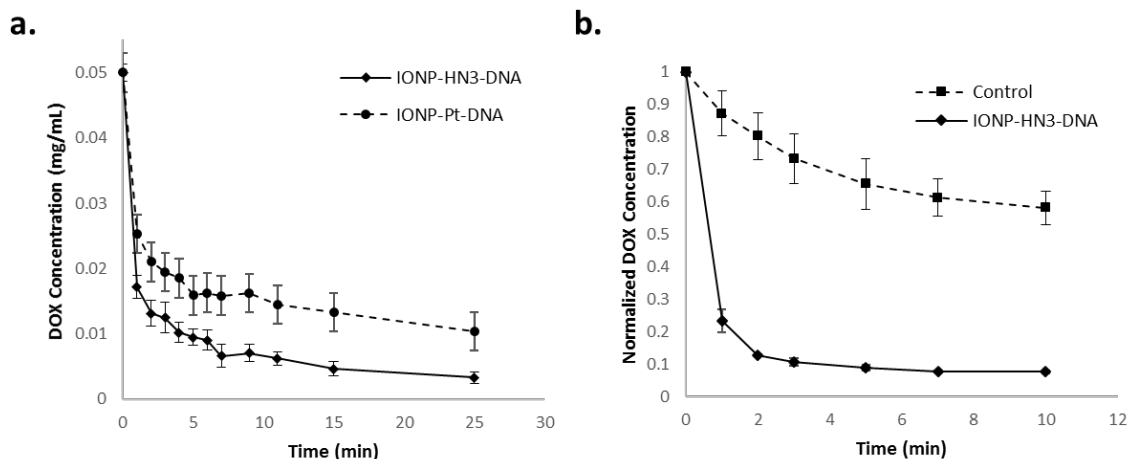 a.
DOX Concentration (mg/mL)
0.05
0.04
0.03
0.02
0.01
0
0 5 10 15 20 25 30
Time (min)
IONP-HN3-DNA
IONP-Pt-DNA
b.
Normalized DOX Concentration
1
0.9
0.8
0.7
0.6
0.5
0.4
0.3
0.2
0.1
0
0 2 4 6 8 10 12
Time (min)
Control
IONP-HN3-DNA